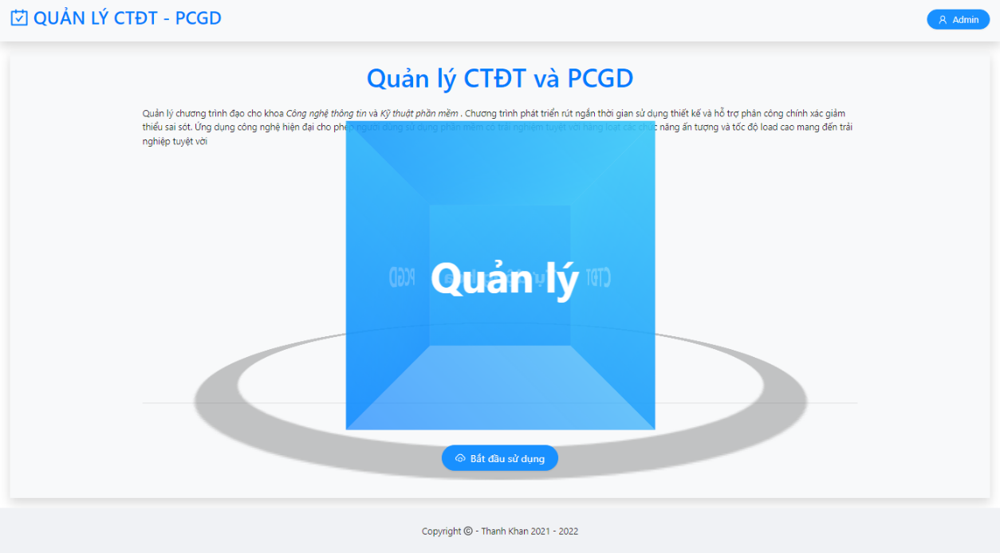 QUẢN LÝ CTĐT - PCGD
Admin
Quản lý CTĐT và PCGD
Quản lý chương trình đạo cho khoa Công nghệ thông tin và Kỹ thuật phần mềm . Chương trình phát triển rút ngắn thời gian sử dụng thiết kế và hỗ trợ phân công chính xác giảm
thiểu sai sót. Ứng dụng công nghệ hiện đại cho phép người dùng sử dụng phần mềm có trải nghiệm tuyệt vời hàng loạt các chức năng ấn tượng và tốc độ load cao mang đến trải
nghiệp tuyệt vời
PCGD Quản lý CTĐT
Bắt đầu sử dụng
Copyright © - Thanh Khan 2021 - 2022